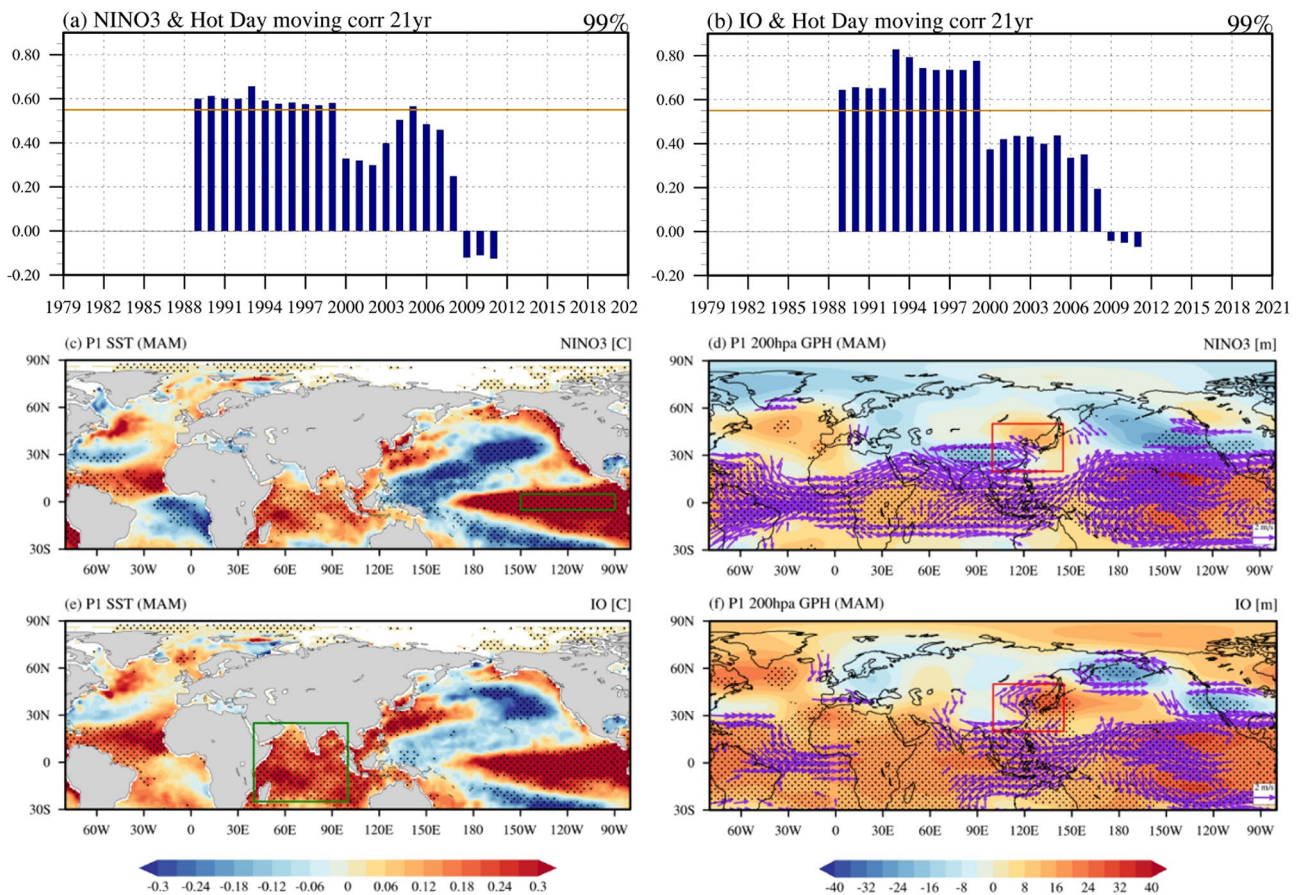 (a) NINO3 & Hot Day moving corr 21yr 99%
0.80
0.60
0.40
0.20
0.00
-0.20
1979 1982 1985 1988 1991 1994 1997 2000 2003 2006 2009 2012 2015 2018 202
(b) IO & Hot Day moving corr 21yr 99%
0.80
0.60
0.40
0.20
0.00
-0.20
1979 1982 1985 1988 1991 1994 1997 2000 2003 2006 2009 2012 2015 2018 2021
(c) P1 SST (MAM) NINO3 [C]
90N
60N
30N
0
30S
60W 30W 0 30E 60E 90E 120E 150E 180 150W 120W 90W
(d) P1 200hpa GPH (MAM) NINO3 [m]
90N
60N
30N
0
30S
2 m/s
60W 30W 0 30E 60E 90E 120E 150E 180 150W 120W 90W
(e) P1 SST (MAM) IO [C]
90N
60N
30N
0
30S
60W 30W 0 30E 60E 90E 120E 150E 180 150W 120W 90W
(f) P1 200hpa GPH (MAM) IO [m]
90N
60N
30N
0
30S
2 m/s
60W 30W 0 30E 60E 90E 120E 150E 180 150W 120W 90W
-0.3 -0.24 -0.18 -0.12 -0.06 0 0.06 0.12 0.18 0.24 0.3
-40 -32 -24 -16 -8 0 8 16 24 32 40